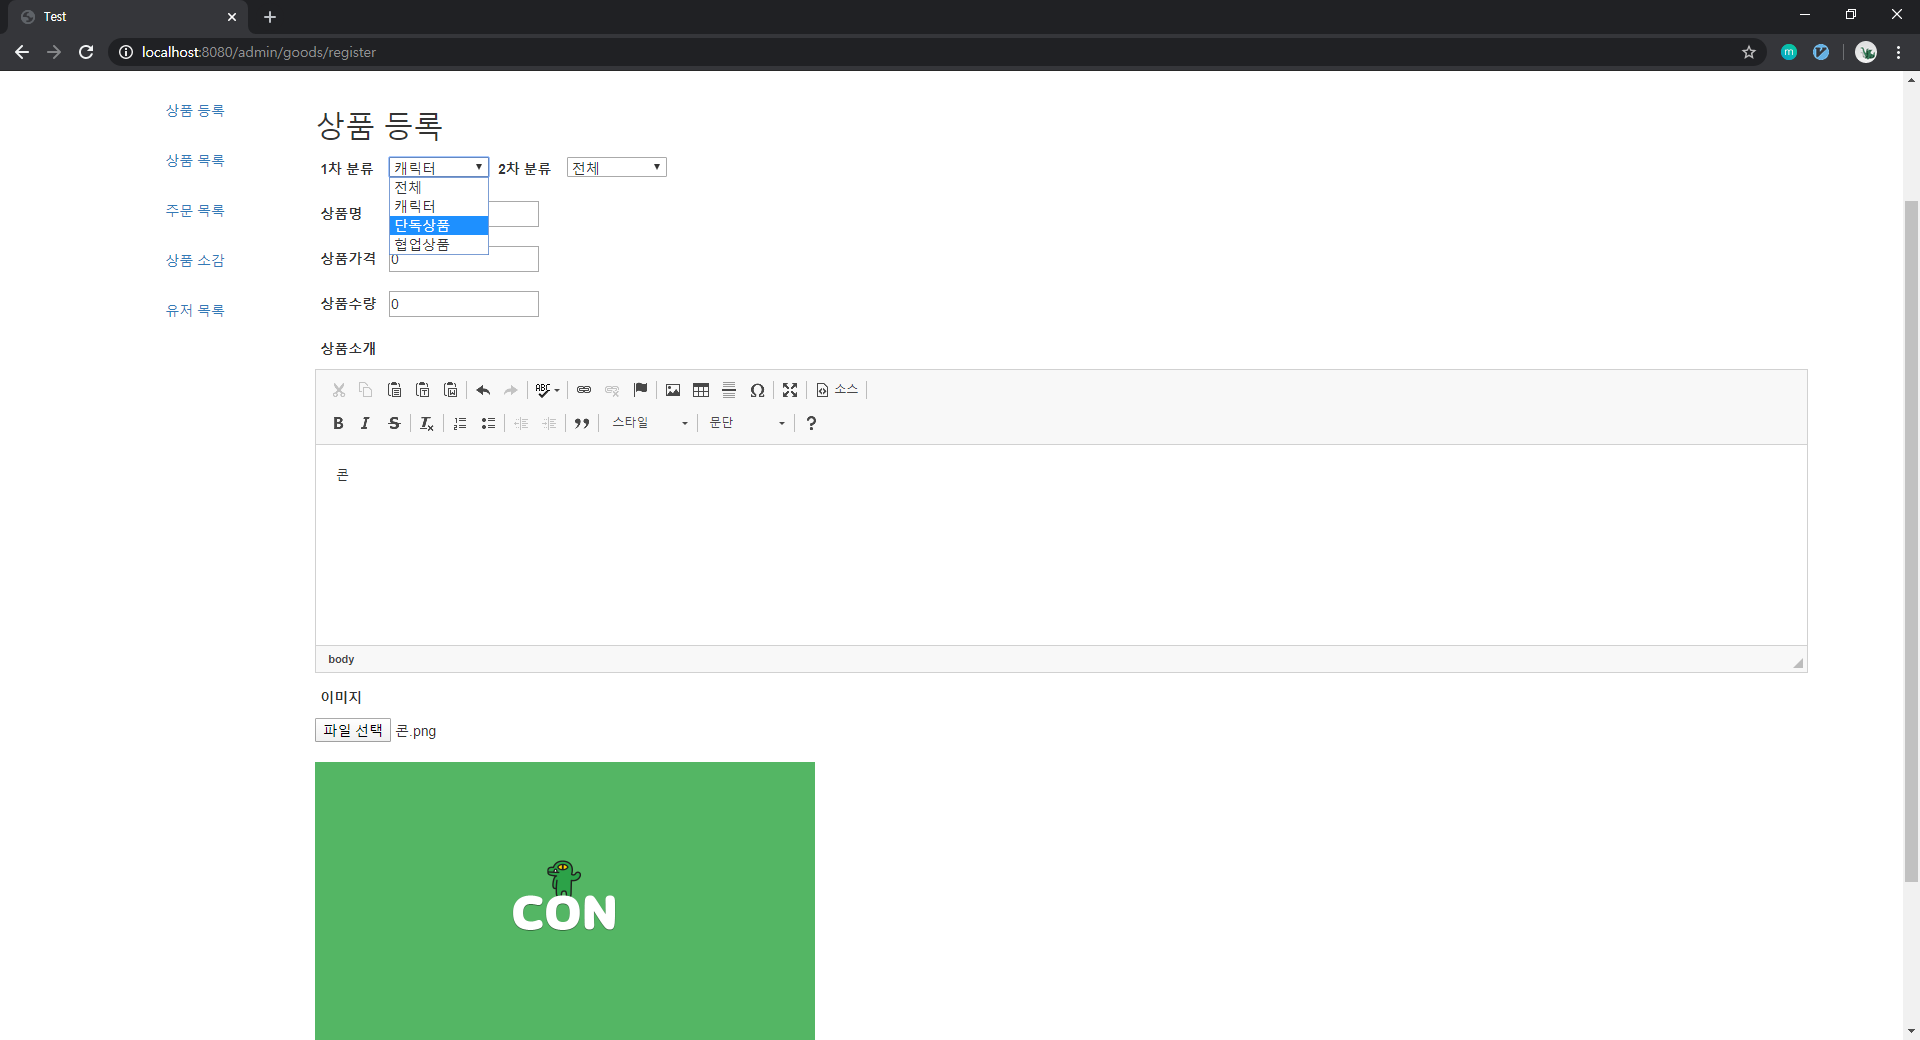 Test
localhost:8080/admin/goods/register
m
상품 등록
상품 목록
주문 목록
상품 소감
유저 목록
상품 등록
1차 분류 캐릭터 2차 분류 전체
전체
캐릭터
단독상품
협업상품
상품명
상품가격 0
상품수량 0
상품소개
ABC Ω 소스
B I S Tx 스타일 문단 ?
콘
body
이미지
파일 선택 콘.png
CON